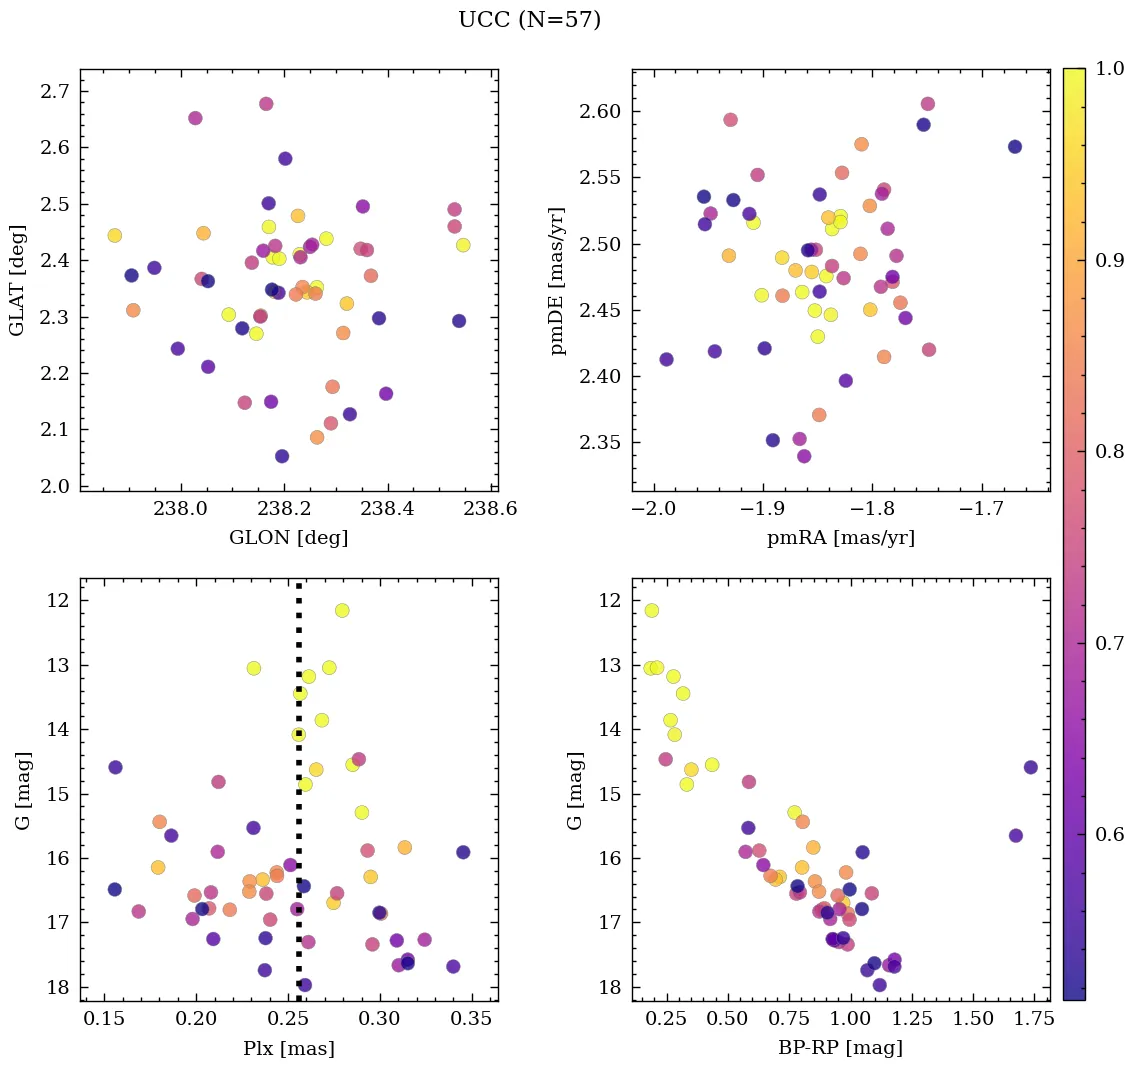 UCC (N=57)
2.7
2.6
2.5
2.4
2.3
2.2
2.1
2.0
GLAT [deg]
238.0 238.2 238.4 238.6
GLON [deg]
2.60
2.55
2.50
2.45
2.40
2.35
pmDE [mas/yr]
−2.0 −1.9 −1.8 −1.7
pmRA [mas/yr]
1.0
0.9
0.8
0.7
0.6
12
13
14
15
16
17
18
G [mag]
0.15 0.20 0.25 0.30 0.35
Plx [mas]
12
13
14
15
16
17
18
G [mag]
0.25 0.50 0.75 1.00 1.25 1.50 1.75
BP-RP [mag]